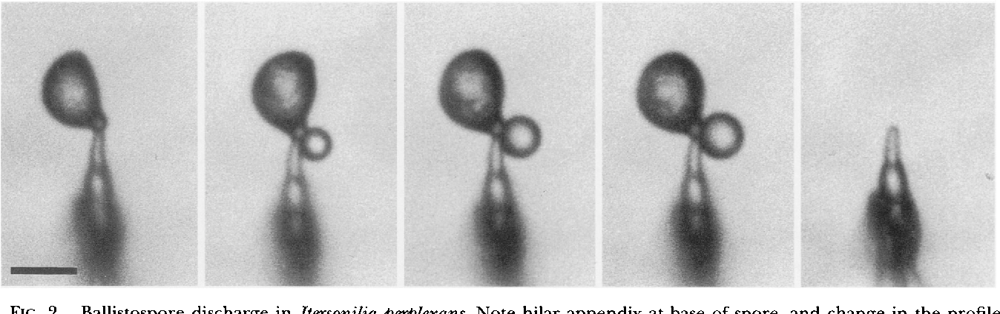 FIG. 2. Ballistospore discharge in Itersonilia perplexans. Note hilar appendix at base of spore, and change in the profile